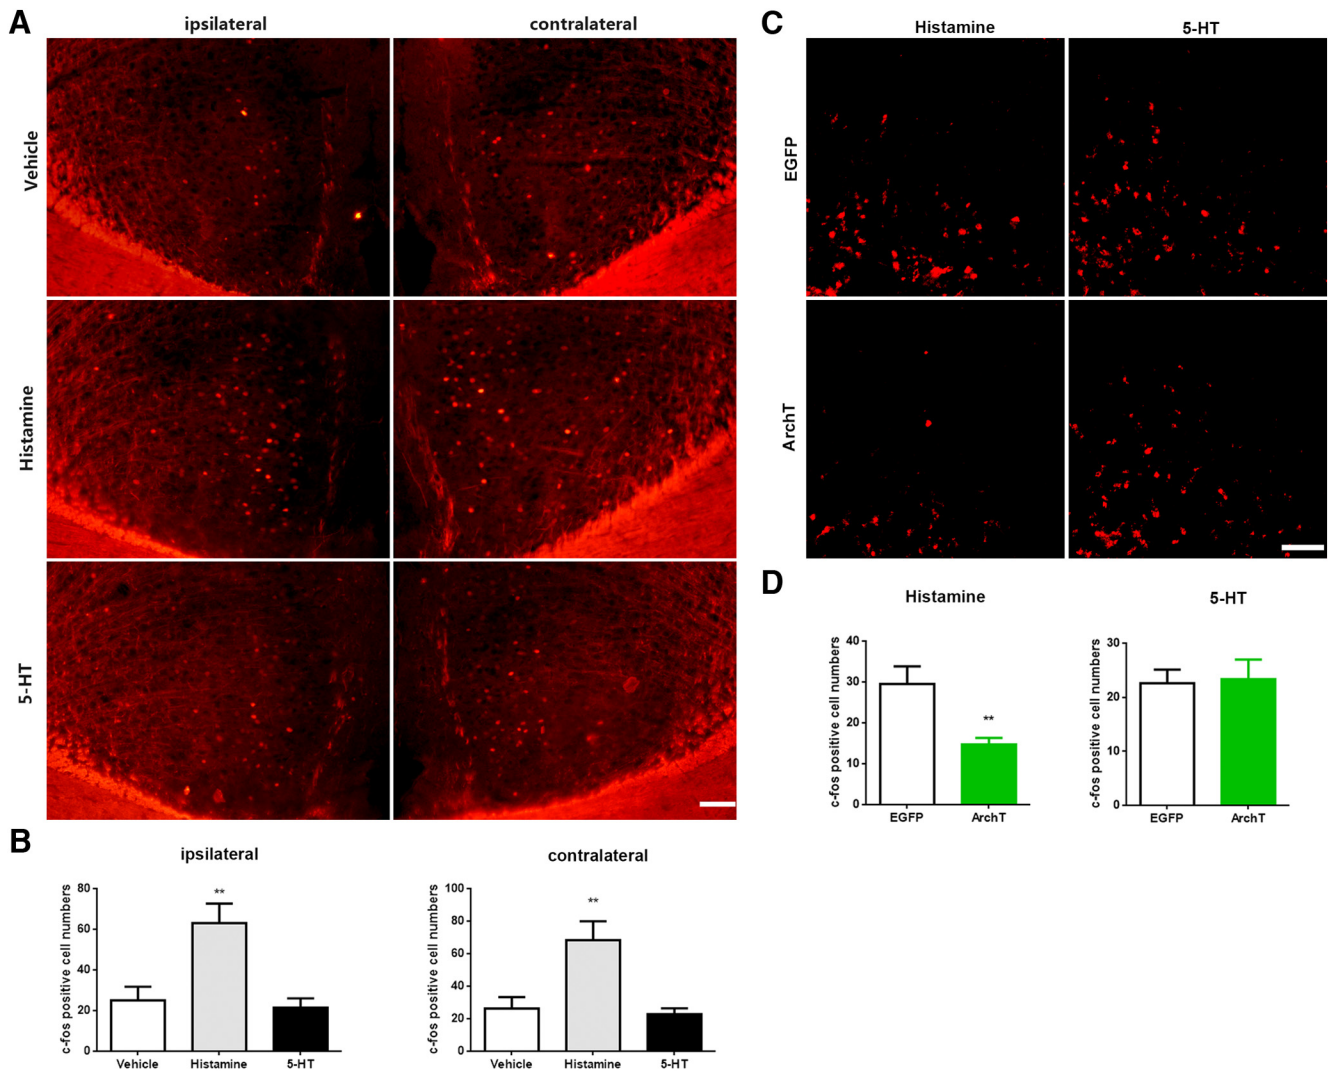 A
ipsilateral
contralateral
Vehicle
Histamine
5-HT
B
ipsilateral
c-fos positive cell numbers
80
60
40
20
0
**
Vehicle
Histamine
5-HT
contralateral
c-fos positive cell numbers
100
80
60
40
20
0
**
Vehicle
Histamine
5-HT
C
Histamine
5-HT
EGFP
ArchT
D
Histamine
c-fos positive cell numbers
40
30
20
10
0
**
EGFP
ArchT
5-HT
c-fos positive cell numbers
30
20
10
0
EGFP
ArchT